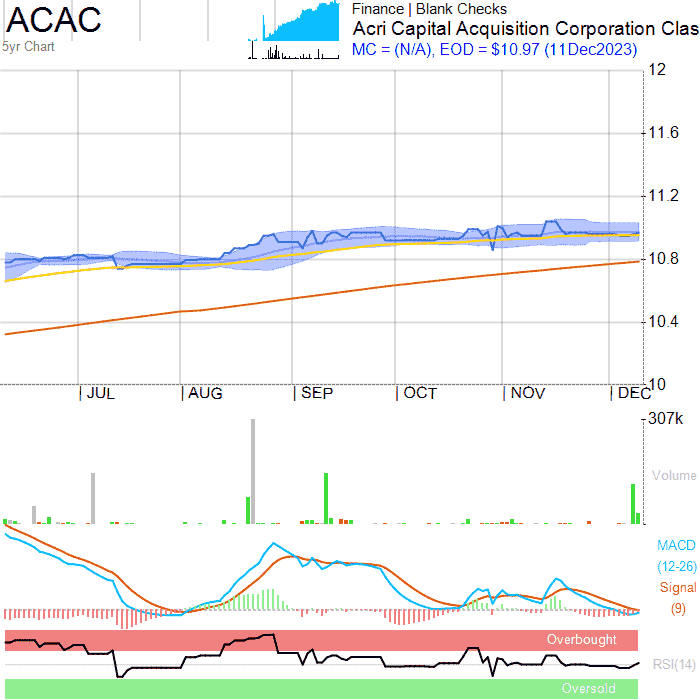 ACAC
5yr Chart
Finance | Blank Checks
Acri Capital Acquisition Corporation Clas
MC = (N/A), EOD = $10.97 (11Dec2023)
12
11.6
11.2
10.8
10.4
10
JUL AUG SEP OCT NOV DEC
307k
Volume
MACD
(12-26)
Signal
(9)
Overbought
RSI(14)
Oversold